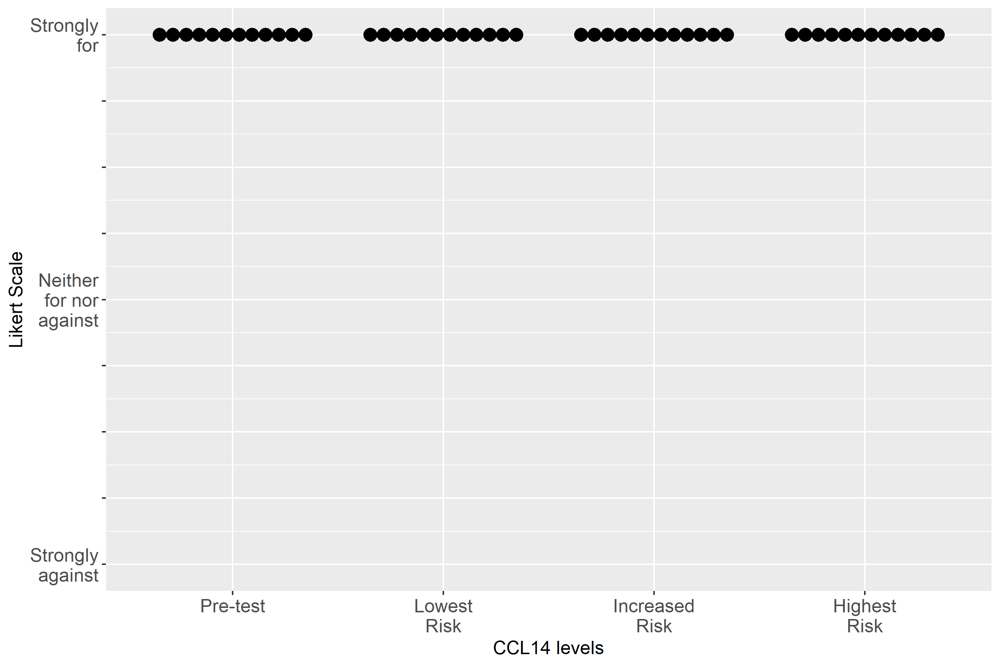 Strongly
for
Neither
for nor
against
Strongly
against
Likert Scale
Pre-test
Lowest
Risk
Increased
Risk
Highest
Risk
CCL14 levels